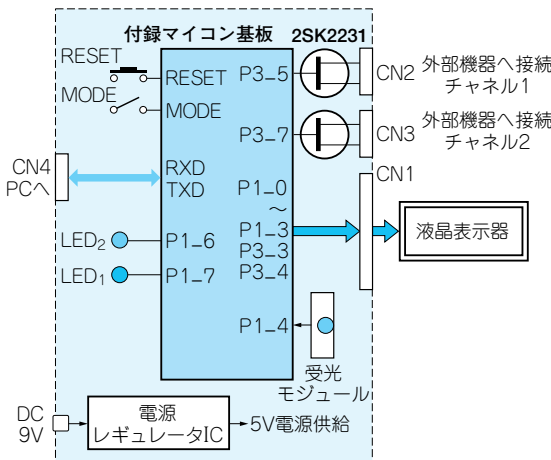 付録マイコン基板
2SK2231
RESET
RESET
P3_5
CN2
外部機器へ接続
チャネル1
MODE
MODE
P3_7
CN3
外部機器へ接続
チャネル2
CN4
PCへ
RXD
TXD
P1_0
～
P1_3
P3_3
P3_4
CN1
液晶表示器
LED2
P1_6
LED1
P1_7
P1_4
受光
モジュール
DC
9V
電源
レギュレータIC
5V電源供給